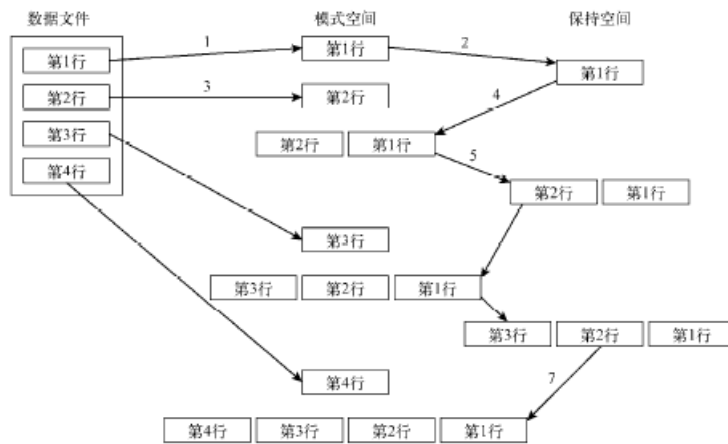 数据文件 模式空间 保持空间
1 2
第1行 第1行
第1行
3 4
第2行 第2行
第3行
第2行 第1行
5
第4行
第2行 第1行
第3行
第3行 第2行 第1行
第3行 第2行 第1行
7
第4行
第4行 第3行 第2行 第1行